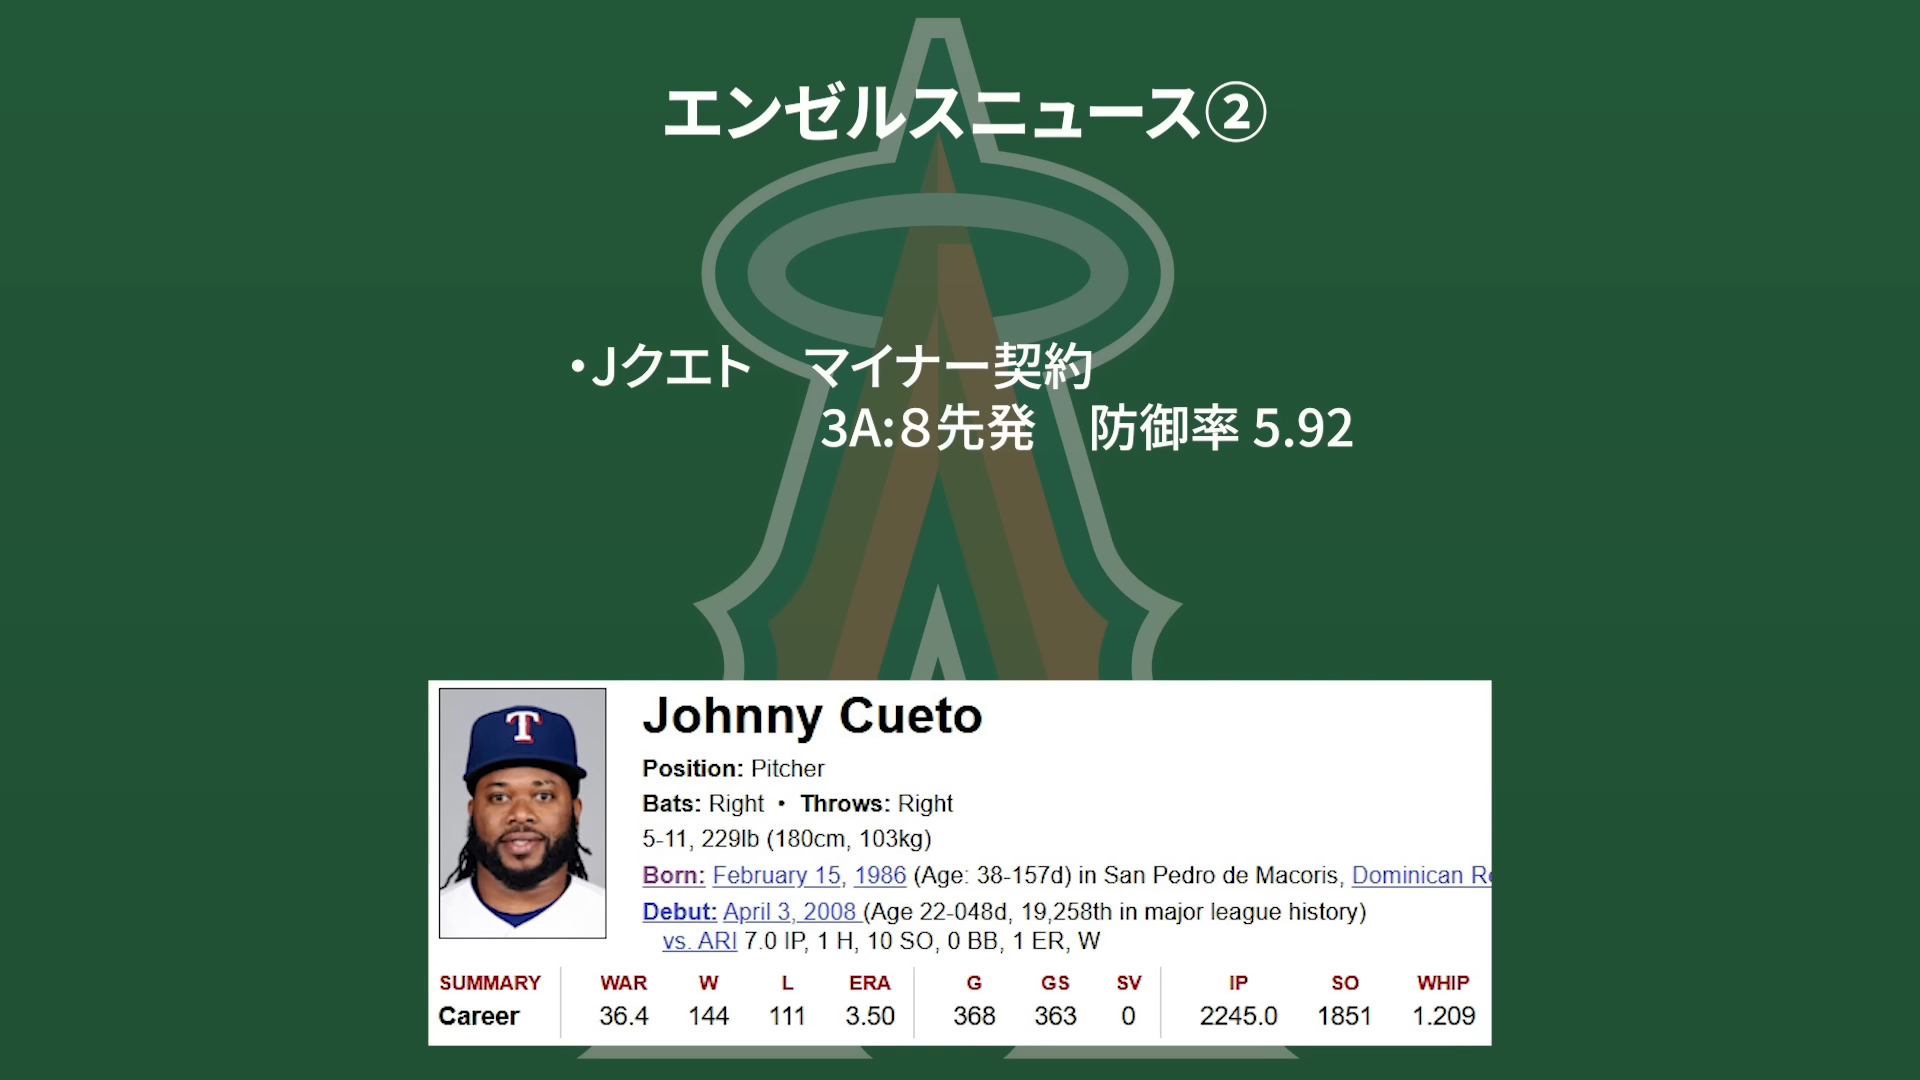 エンゼルスニュース②
・Jクエト　マイナー契約
3A:８先発　防御率 5.92
Johnny Cueto
Position: Pitcher
Bats: Right • Throws: Right
5-11, 229lb (180cm, 103kg)
Born: February 15, 1986 (Age: 38-157d) in San Pedro de Macoris, Dominican Re
Debut: April 3, 2008 (Age 22-048d, 19,258th in major league history)
vs. ARI 7.0 IP, 1 H, 10 SO, 0 BB, 1 ER, W
SUMMARY WAR W L ERA G GS SV IP SO WHIP
Career 36.4 144 111 3.50 368 363 0 2245.0 1851 1.209